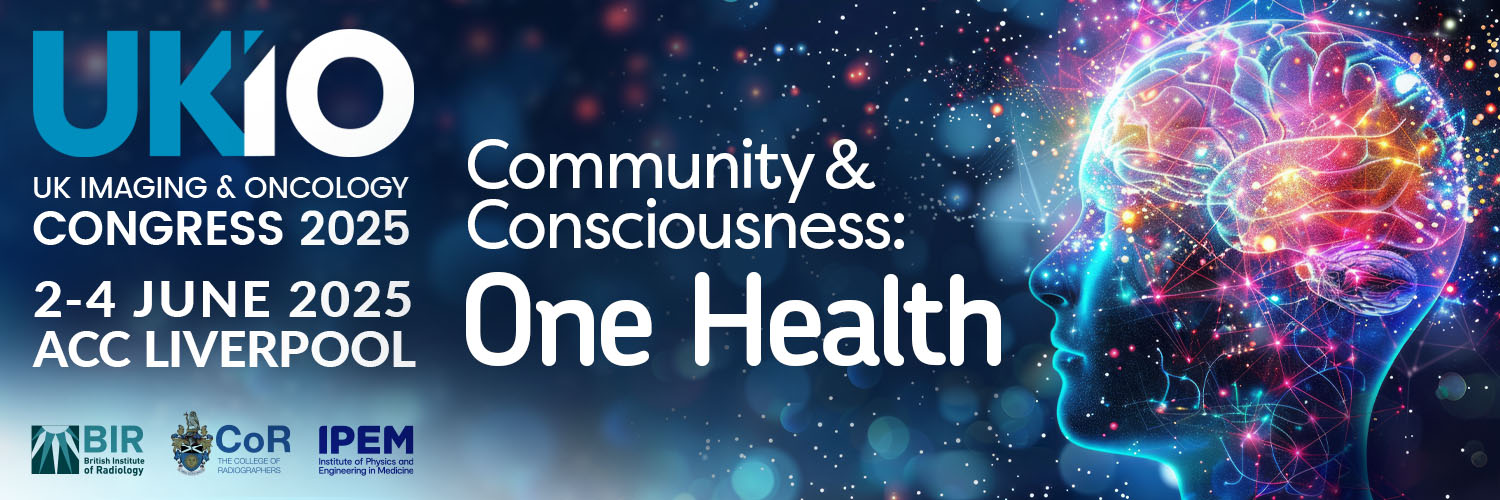 UKIO
UK IMAGING & ONCOLOGY
CONGRESS 2025
2-4 JUNE 2025
ACC LIVERPOOL
BIR
British Institute
of Radiology
CoR
THE COLLEGE OF
RADIOGRAPHERS
IPEM
Institute of Physics and
Engineering in Medicine
Community &
Consciousness:
One Health